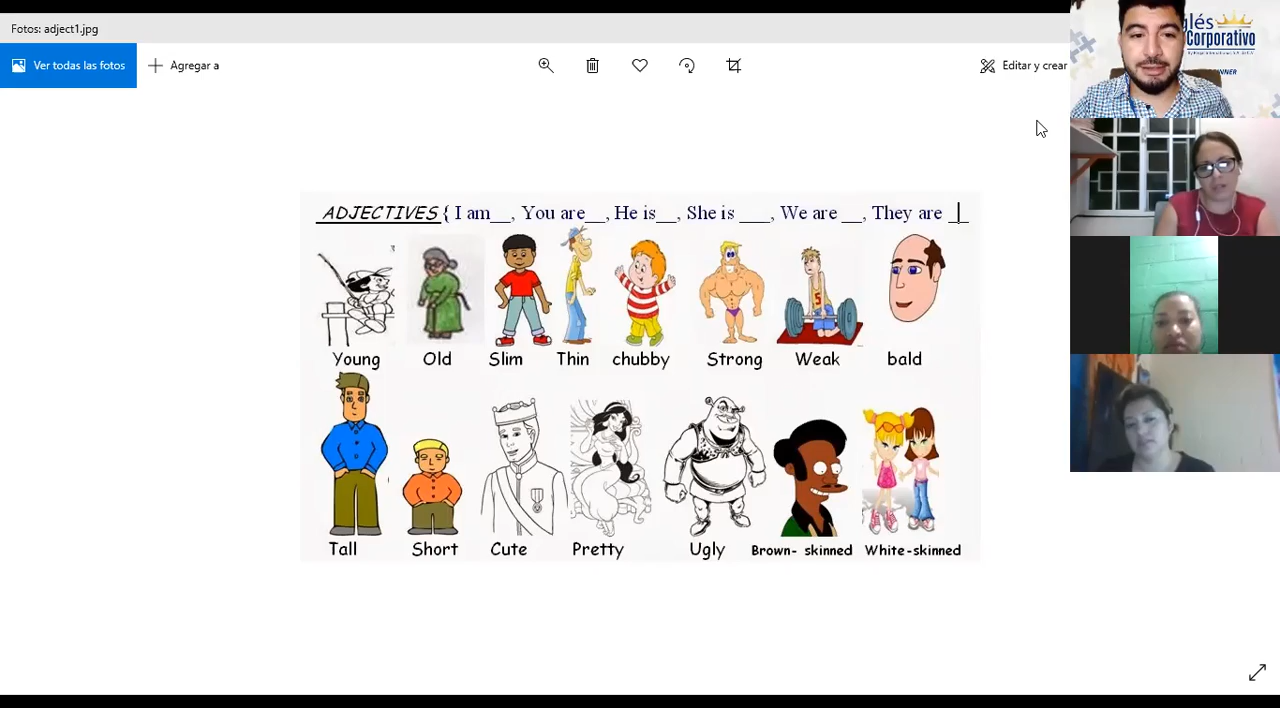 Fotos: adject1.jpg
Ver todas las fotos
Agregar a
Editar y crear
glés
Corporativo
ADJECTIVES { I am__, You are__, He is__, She is ___, We are __, They are __
5
Young Old Slim Thin chubby Strong Weak bald
Tall Short Cute Pretty Ugly Brown- skinned White-skinned